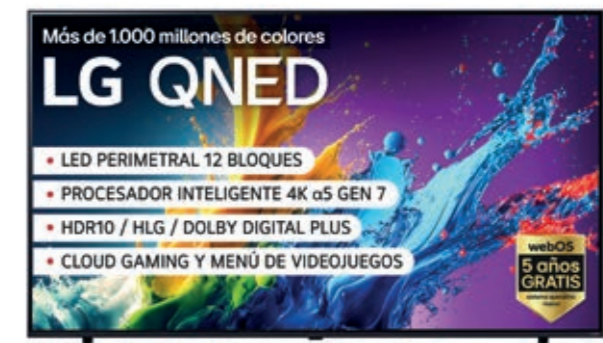 Más de 1.000 millones de colores
LG QNED
• LED PERIMETRAL 12 BLOQUES
• PROCESADOR INTELIGENTE 4K α5 GEN 7
• HDR10 / HLG / DOLBY DIGITAL PLUS
• CLOUD GAMING Y MENÚ DE VIDEOJUEGOS
webOS
5 años
GRATIS